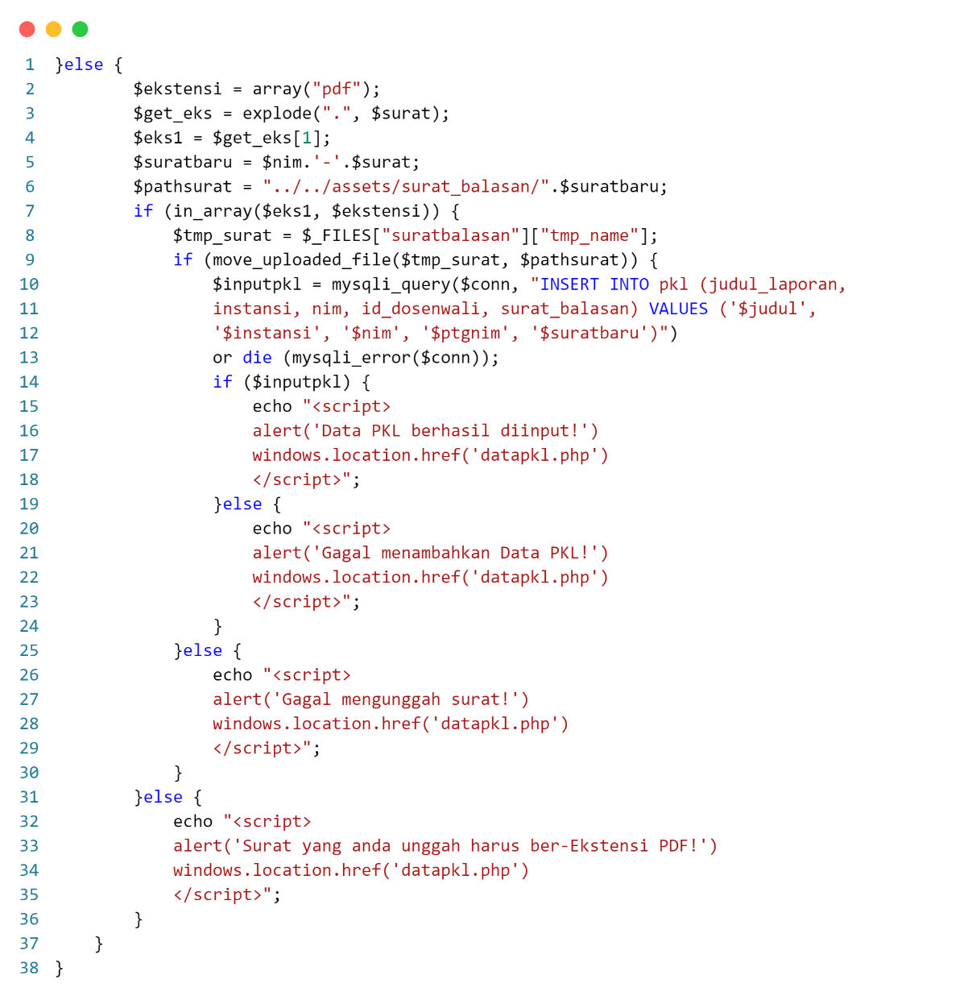 1 }else {
2         $ekstensi = array("pdf");
3         $get_eks = explode(".", $surat);
4         $eks1 = $get_eks[1];
5         $suratbaru = $nim.'-'.$surat;
6         $pathsurat = "../../assets/surat_balasan/".$suratbaru;
7         if (in_array($eks1, $ekstensi)) {
8             $tmp_surat = $_FILES["suratbalasan"]["tmp_name"];
9             if (move_uploaded_file($tmp_surat, $pathsurat)) {
10                 $inputpkl = mysqli_query($conn, "INSERT INTO pkl (judul_laporan,
11                 instansi, nim, id_dosenwali, surat_balasan) VALUES ('$judul',
12                 '$instansi', '$nim', '$ptgnim', '$suratbaru')")
13                 or die (mysqli_error($conn));
14                 if ($inputpkl) {
15                     echo "<script>
16                     alert('Data PKL berhasil diinput!')
17                     windows.location.href('datapkl.php')
18                     </script>";
19                 }else {
20                     echo "<script>
21                     alert('Gagal menambahkan Data PKL!')
22                     windows.location.href('datapkl.php')
23                     </script>";
24                 }
25             }else {
26                 echo "<script>
27                 alert('Gagal mengunggah surat!')
28                 windows.location.href('datapkl.php')
29                 </script>";
30             }
31         }else {
32             echo "<script>
33             alert('Surat yang anda unggah harus ber-Ekstensi PDF!')
34             windows.location.href('datapkl.php')
35             </script>";
36         }
37     }
38 }